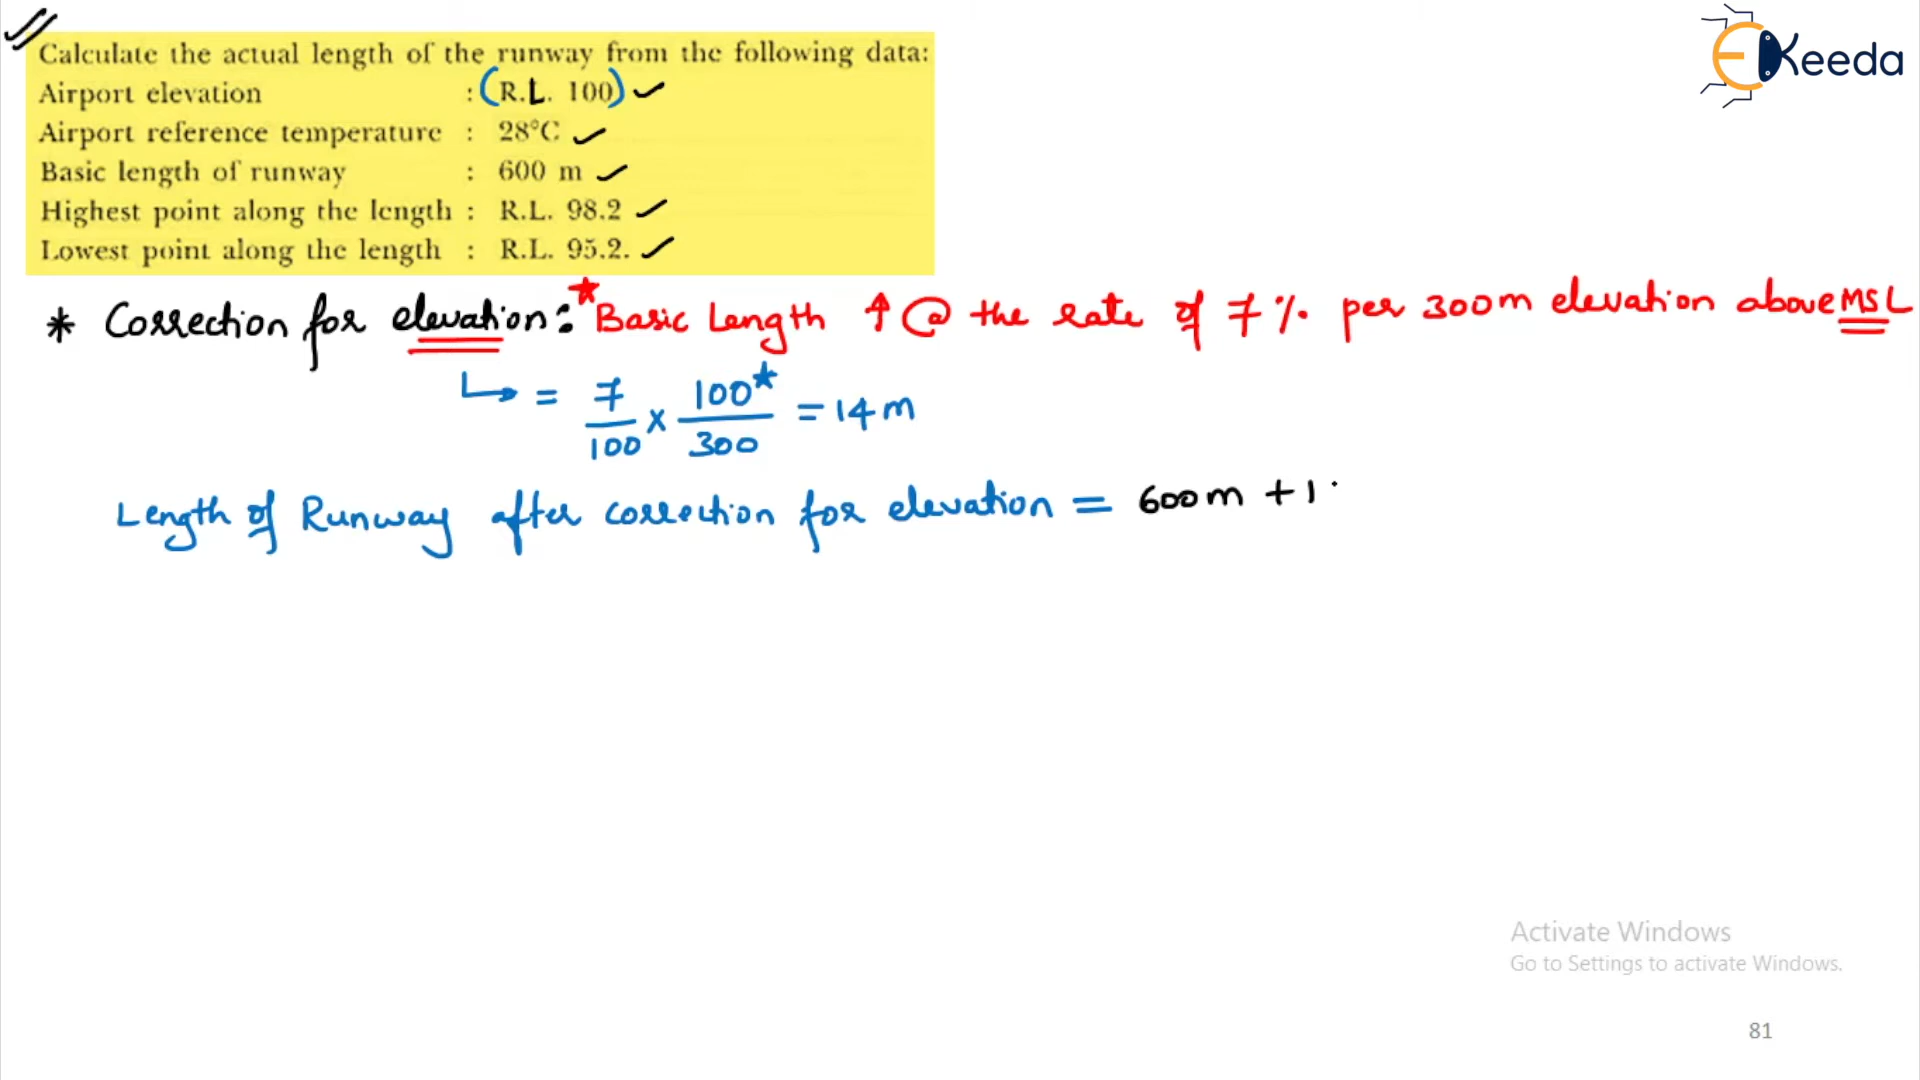 Calculate the actual length of the runway from the following data:
Airport elevation : (R.L. 100)
Airport reference temperature : 28°C
Basic length of runway : 600 m
Highest point along the length : R.L. 98.2
Lowest point along the length : R.L. 95.2.
EKeeda
* Correction for elevation: *Basic Length ↑ @ the rate of 7 % per 300m elevation above MSL
↳ = 7/100 × 100*/300 = 14 m
Length of Runway after correction for elevation = 600m + 1
Activate Windows
Go to Settings to activate Windows.
81